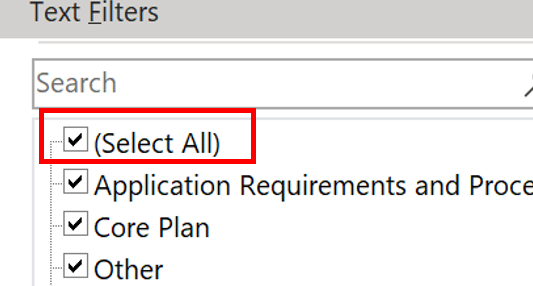 Text Filters
Search
(Select All)
Application Requirements and Proce
Core Plan
Other